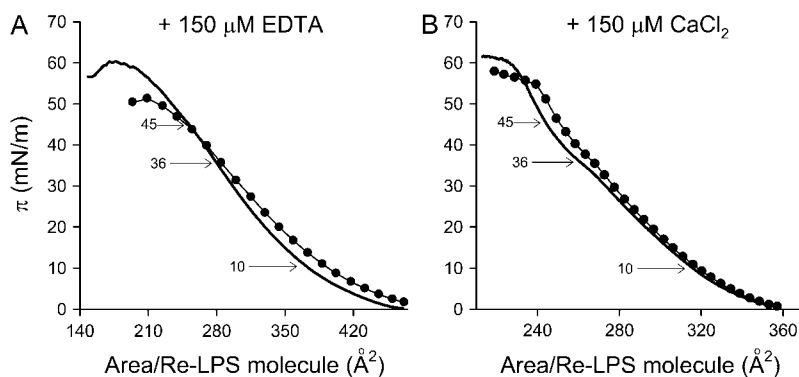 A
+ 150 μM EDTA
π (mN/m)
70
60
50
40
30
20
10
0
45
36
10
140 210 280 350 420
Area/Re-LPS molecule (Å²)
B
+ 150 μM CaCl₂
70
60
50
40
30
20
10
0
45
36
10
240 280 320 360
Area/Re-LPS molecule (Å²)